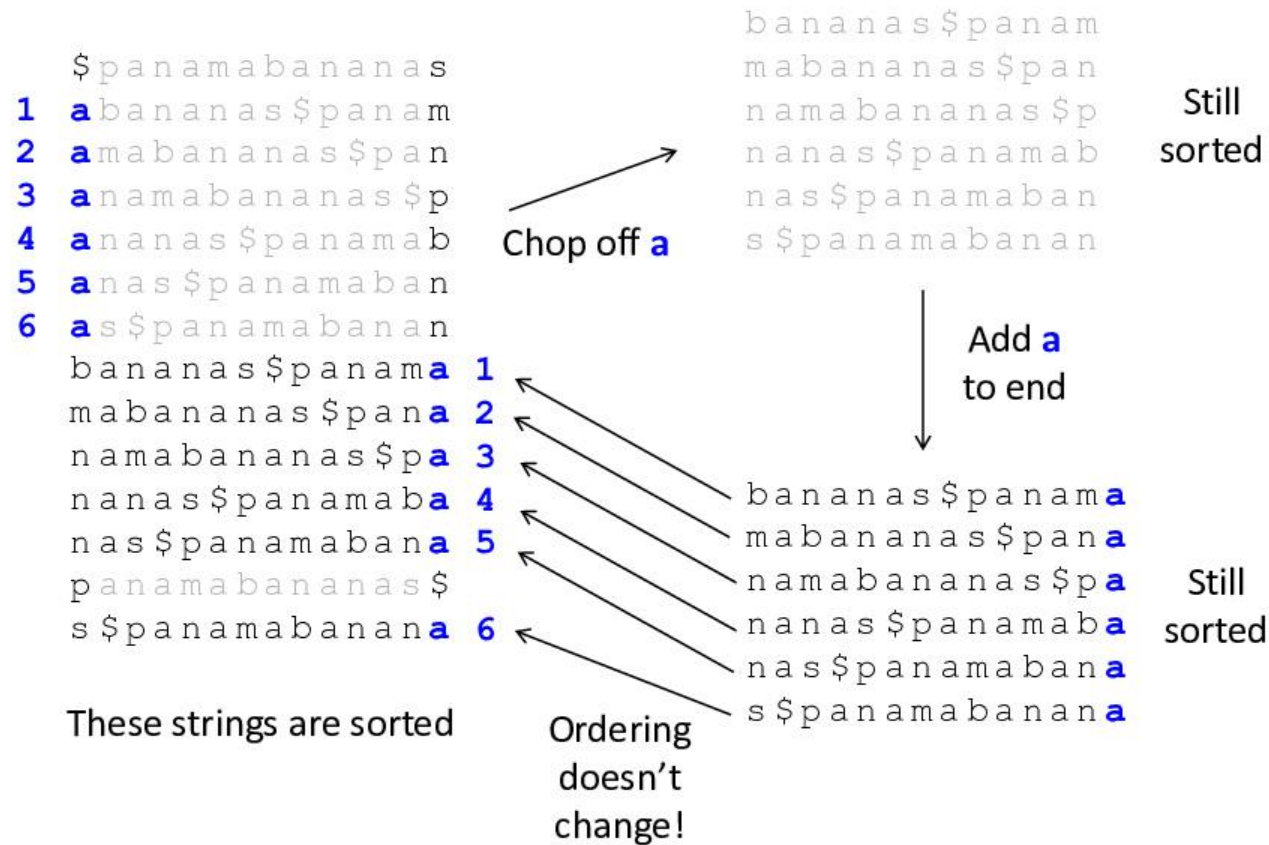 $panamabananas
1 abananas$panam
2 amabananas$pan
3 anamabananas$p
4 ananas$panamab
5 anas$panamaban
6 as$panamabanan
bananas$panama 1
mabananas$pana 2
namabananas$pa 3
nanas$panamaba 4
nas$panamabana 5
panamabananas$
s$panamabanana 6
These strings are sorted
Chop off a
bananas$panam
mabananas$pan
namabananas$p
nanas$panamab
nas$panamaban
s$panamabanan
Still
sorted
Add a
to end
bananas$panama
mabananas$pana
namabananas$pa
nanas$panamaba
nas$panamabana
s$panamabanana
Still
sorted
Ordering
doesn’t
change!